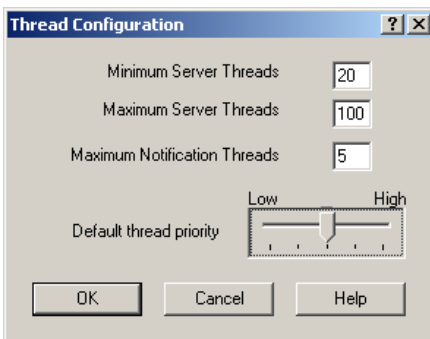 Thread Configuration
Minimum Server Threads 20
Maximum Server Threads 100
Maximum Notification Threads 5
Low High
Default thread priority
OK Cancel Help